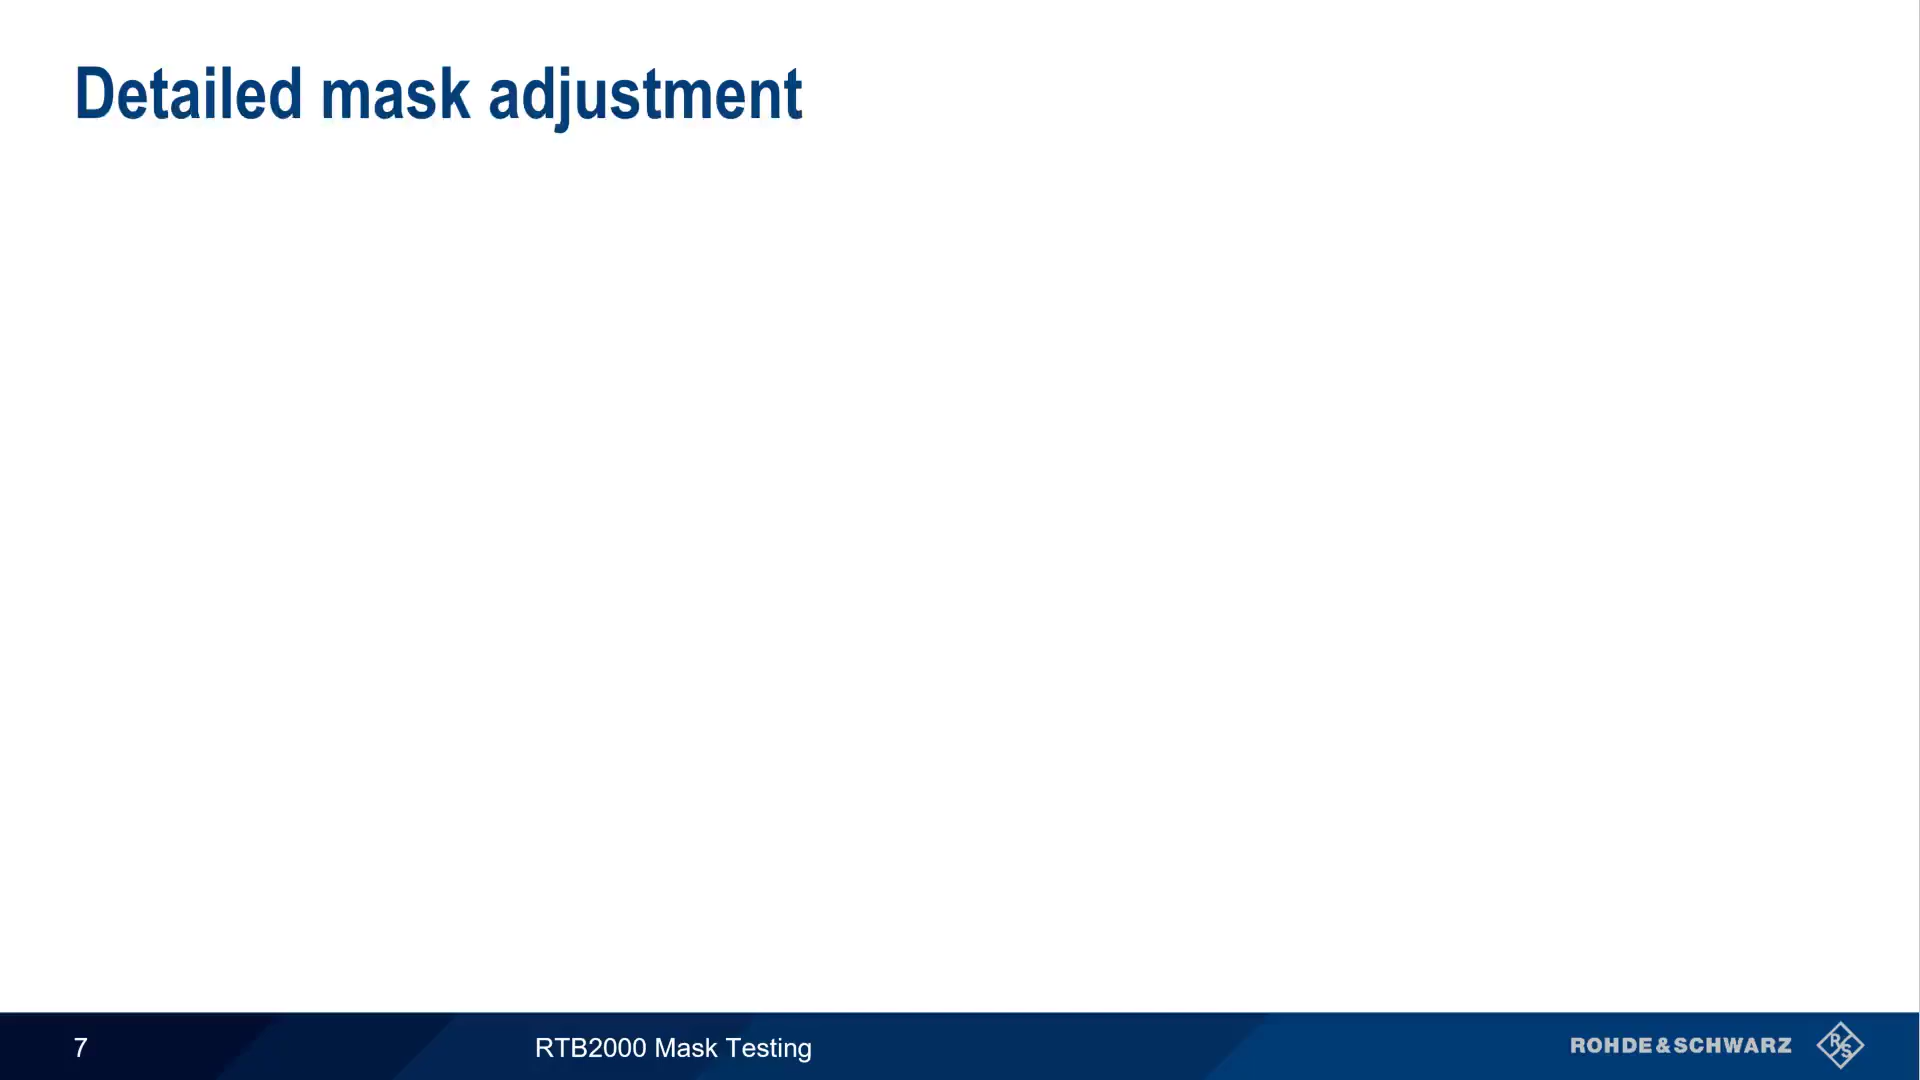 Detailed mask adjustment
7
RTB2000 Mask Testing
ROHDE&SCHWARZ
R
S